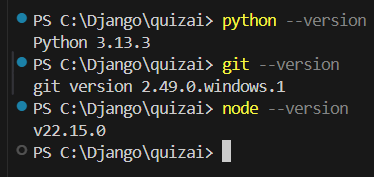 PS C:\Django\quizai> python --version
Python 3.13.3
PS C:\Django\quizai> git --version
git version 2.49.0.windows.1
PS C:\Django\quizai> node --version
v22.15.0
PS C:\Django\quizai>